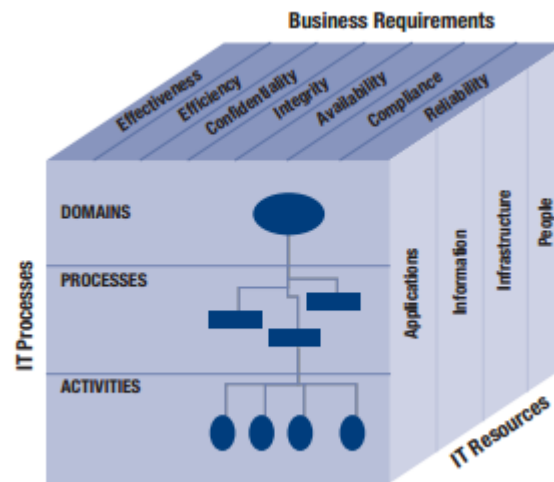 Business Requirements
Effectiveness
Efficiency
Confidentiality
Integrity
Availability
Compliance
Reliability
IT Processes
DOMAINS
PROCESSES
ACTIVITIES
Applications
Information
Infrastructure
People
IT Resources